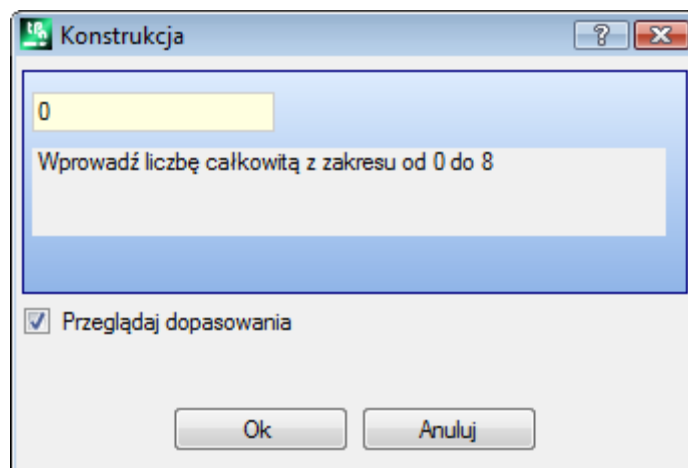 Konstrukcja
0
Wprowadź liczbę całkowitą z zakresu od 0 do 8
Przeglądaj dopasowania
Ok
Anuluj